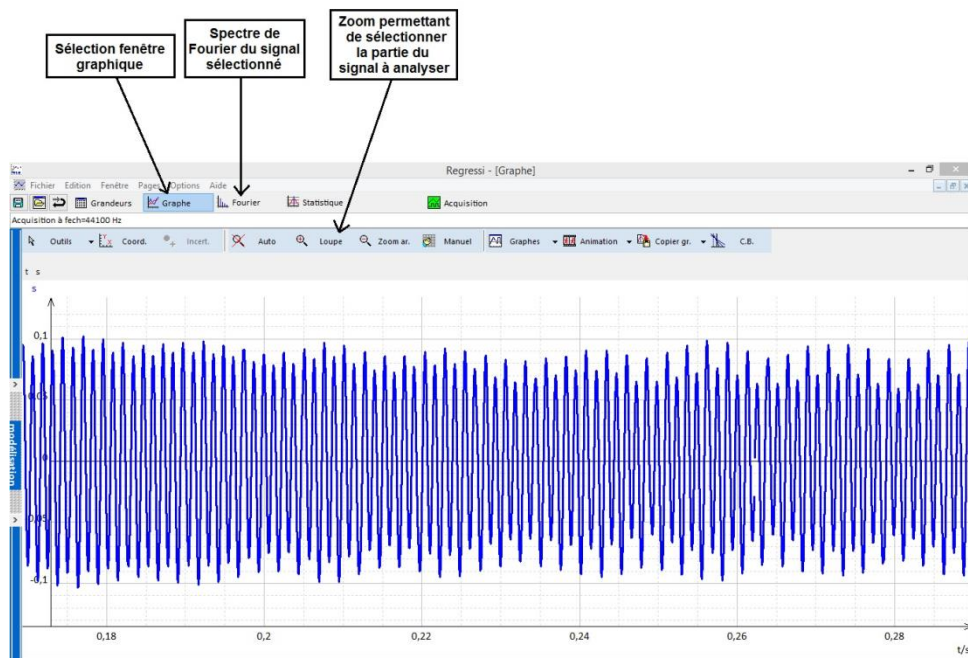 Sélection fenêtre
graphique
Spectre de
Fourier du signal
sélectionné
Zoom permettant
de sélectionner
la partie du
signal à analyser
Regressi - [Graphe]
Fichier Edition Fenêtre Pages Options Aide
Grandeurs Graphe Fourier Statistique Acquisition
Acquisition à fech=44100 Hz
Outils Coord. Incert. Auto Loupe Zoom ar. Manuel Graphes Animation Copier gr. C.B.
t s
s
0,1
0,05
0
-0,05
-0,1
modélisation
0,18 0,2 0,22 0,24 0,26 0,28
t/s